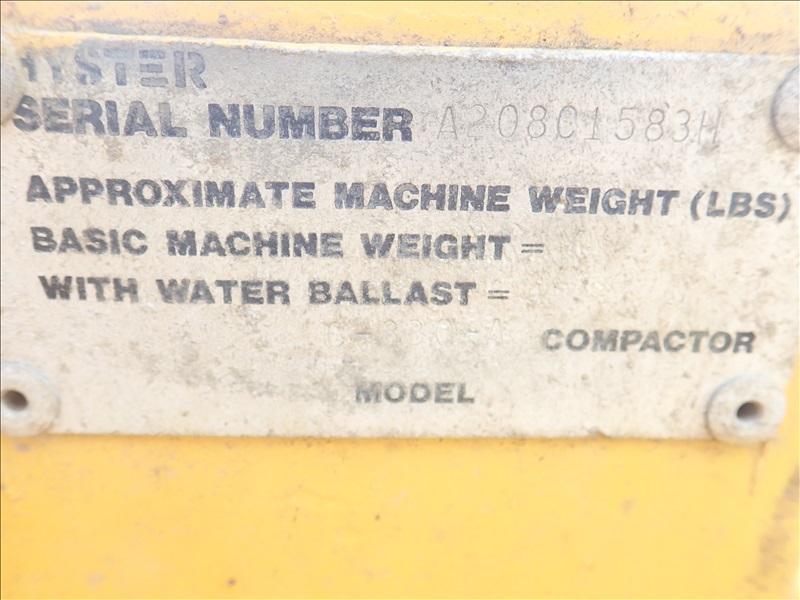 HYSTER
SERIAL NUMBER A208C1583H
APPROXIMATE MACHINE WEIGHT (LBS)
BASIC MACHINE WEIGHT =
WITH WATER BALLAST =
COMPACTOR
MODEL